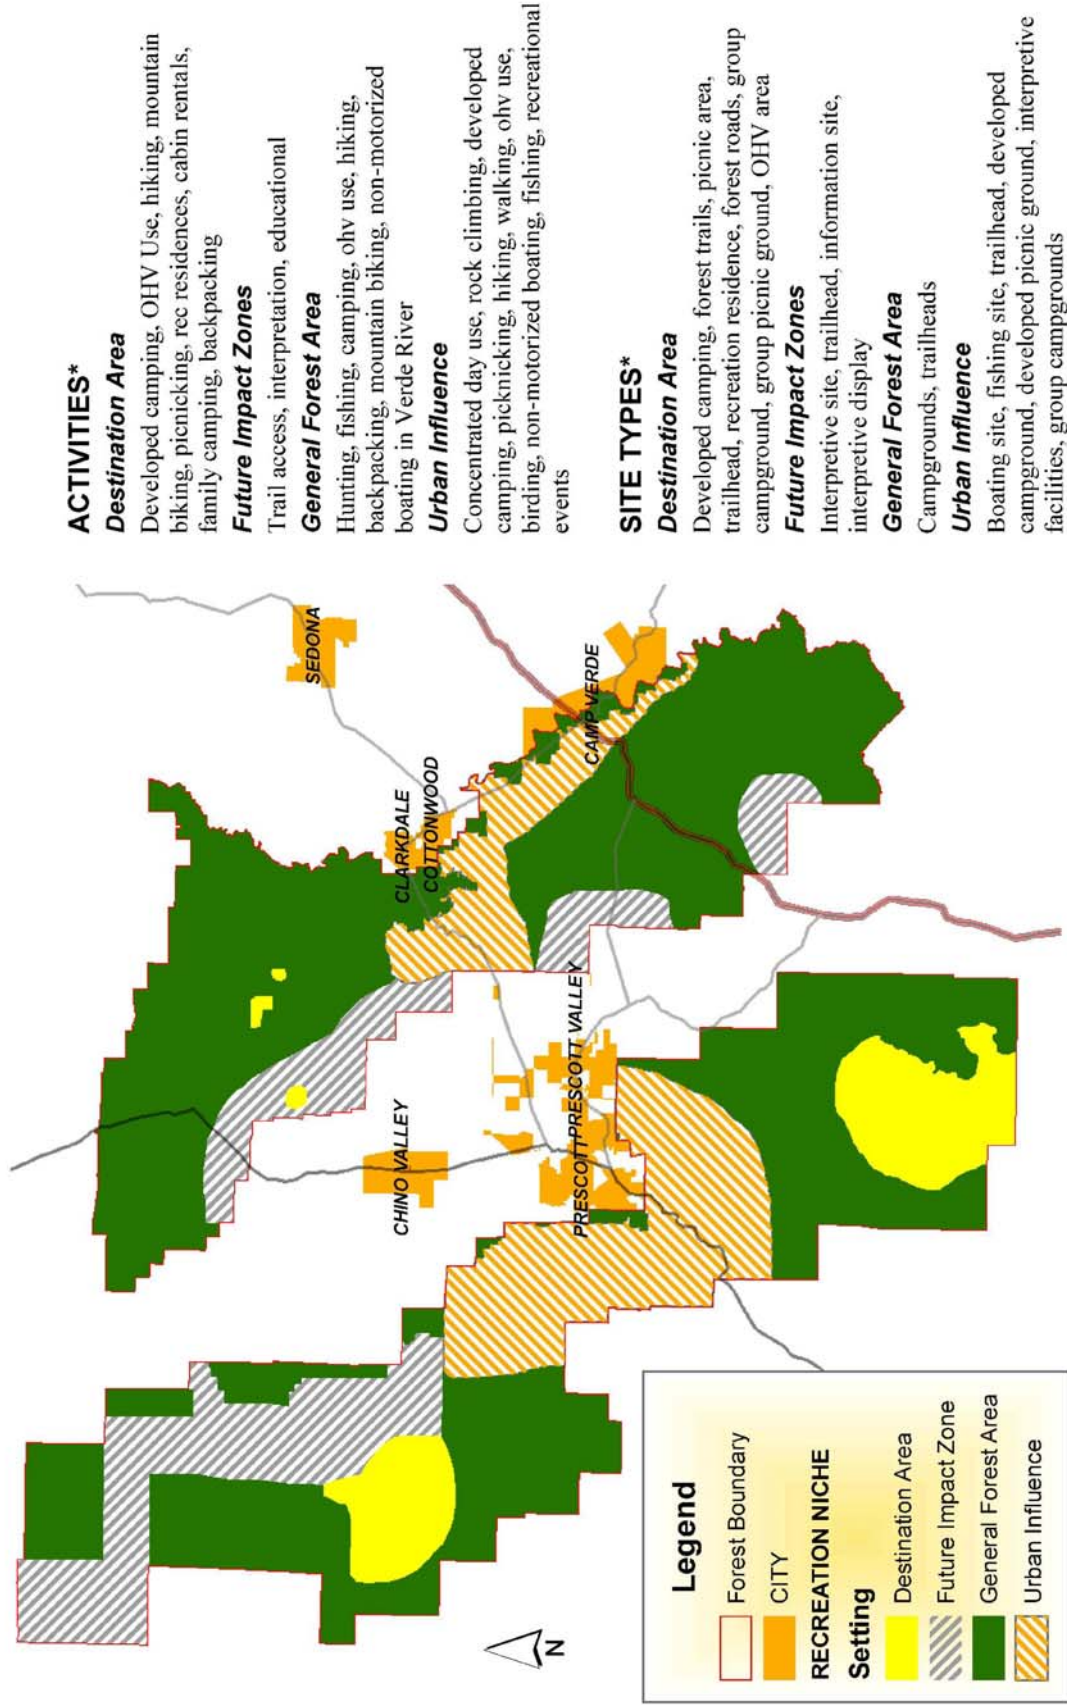 SEDONA
CLARKDALE
COTTONWOOD
CAMP VERDE
CHINO VALLEY
PRESCOTT
PRESCOTT VALLEY
N
Legend
Forest Boundary
CITY
RECREATION NICHE
Setting
Destination Area
Future Impact Zone
General Forest Area
Urban Influence
ACTIVITIES*
Destination Area
Developed camping, OHV Use, hiking, mountain
biking, picnicking, rec residences, cabin rentals,
family camping, backpacking
Future Impact Zones
Trail access, interpretation, educational
General Forest Area
Hunting, fishing, camping, ohv use, hiking,
backpacking, mountain biking, non-motorized
boating in Verde River
Urban Influence
Concentrated day use, rock climbing, developed
camping, picknicking, hiking, walking, ohv use,
birding, non-motorized boating, fishing, recreational
events
SITE TYPES*
Destination Area
Developed camping, forest trails, picnic area,
trailhead, recreation residence, forest roads, group
campground, group picnic ground, OHV area
Future Impact Zones
Interpretive site, trailhead, information site,
interpretive display
General Forest Area
Campgrounds, trailheads
Urban Influence
Boating site, fishing site, trailhead, developed
campground, developed picnic ground, interpretive
facilities, group campgrounds